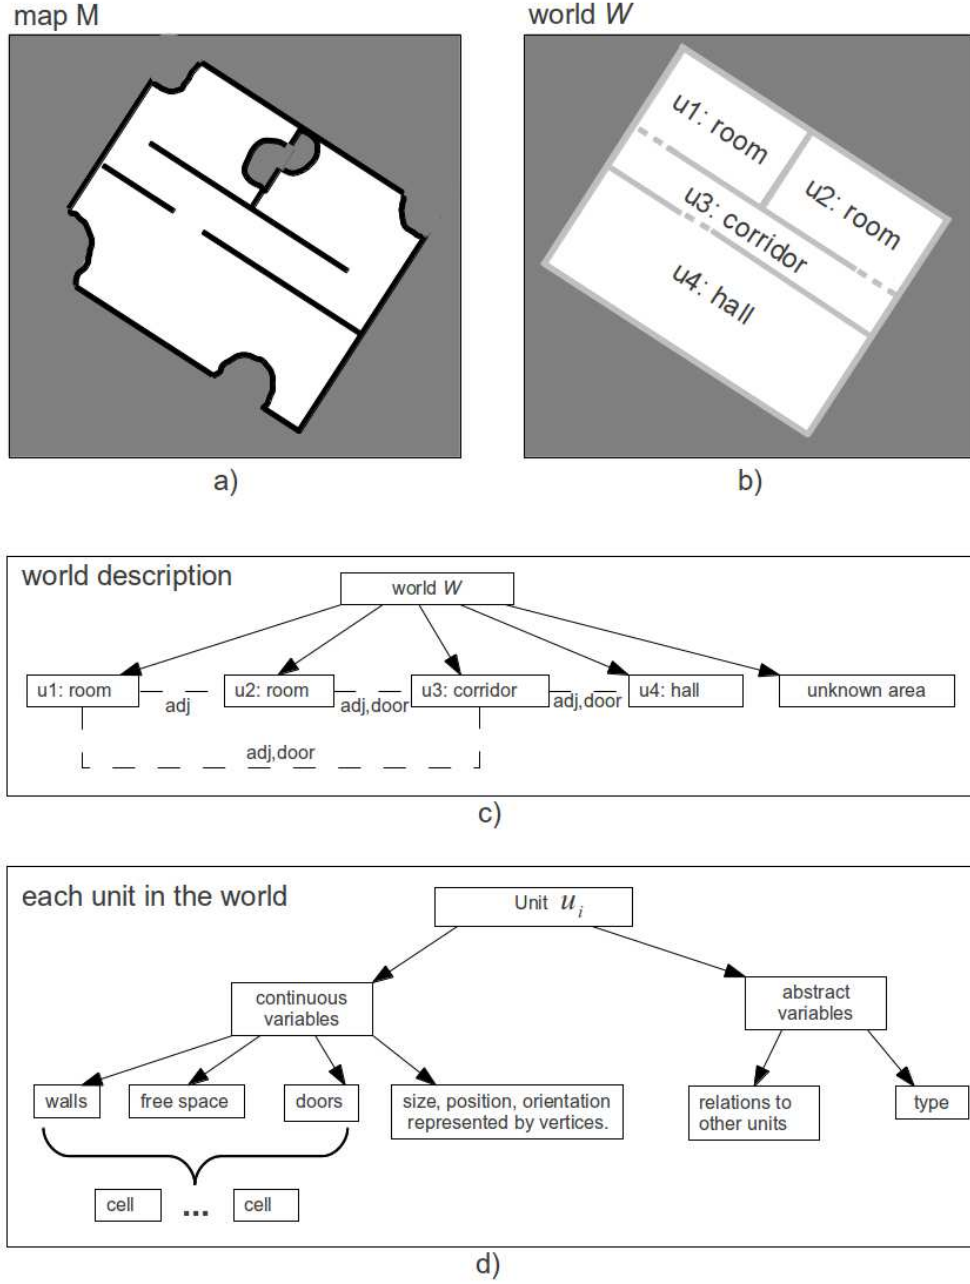 map M
world W
u1: room
u2: room
u3: corridor
u4: hall
a)
b)
world description
world W
u1: room
u2: room
u3: corridor
u4: hall
unknown area
adj
adj,door
adj,door
adj,door
c)
each unit in the world
Unit u_i
continuous
variables
abstract
variables
walls
free space
doors
size, position, orientation
represented by vertices.
relations to
other units
type
cell
...
cell
d)